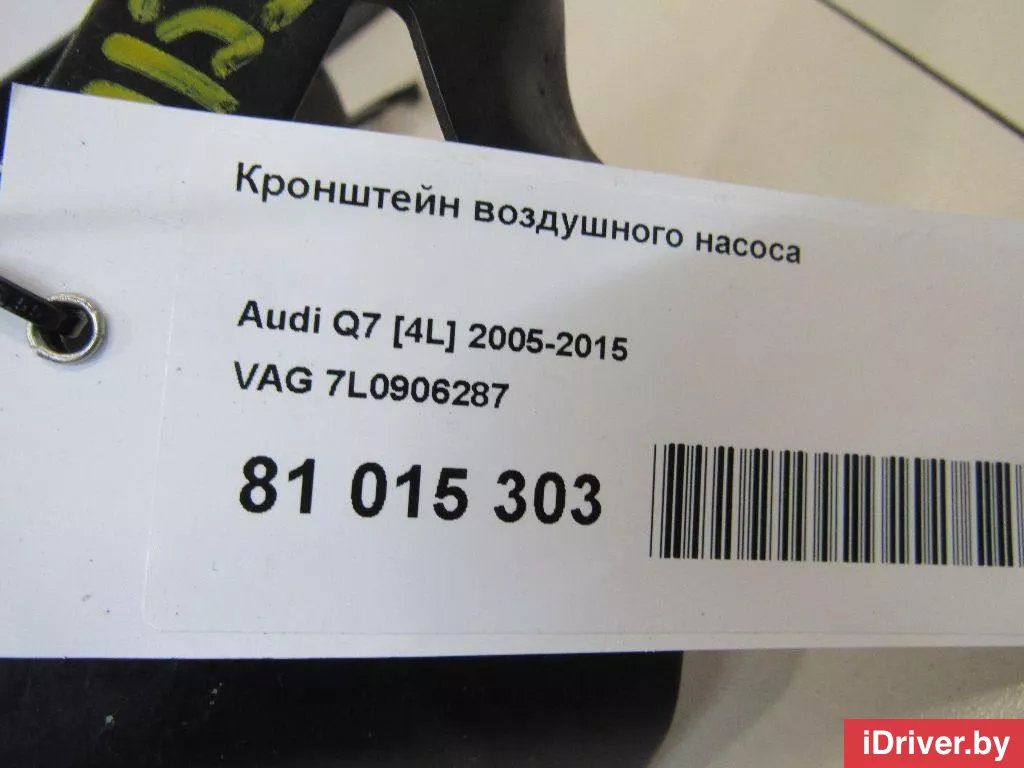 Кронштейн воздушного насоса
Audi Q7 [4L] 2005-2015
VAG 7L0906287
81 015 303
iDriver.by